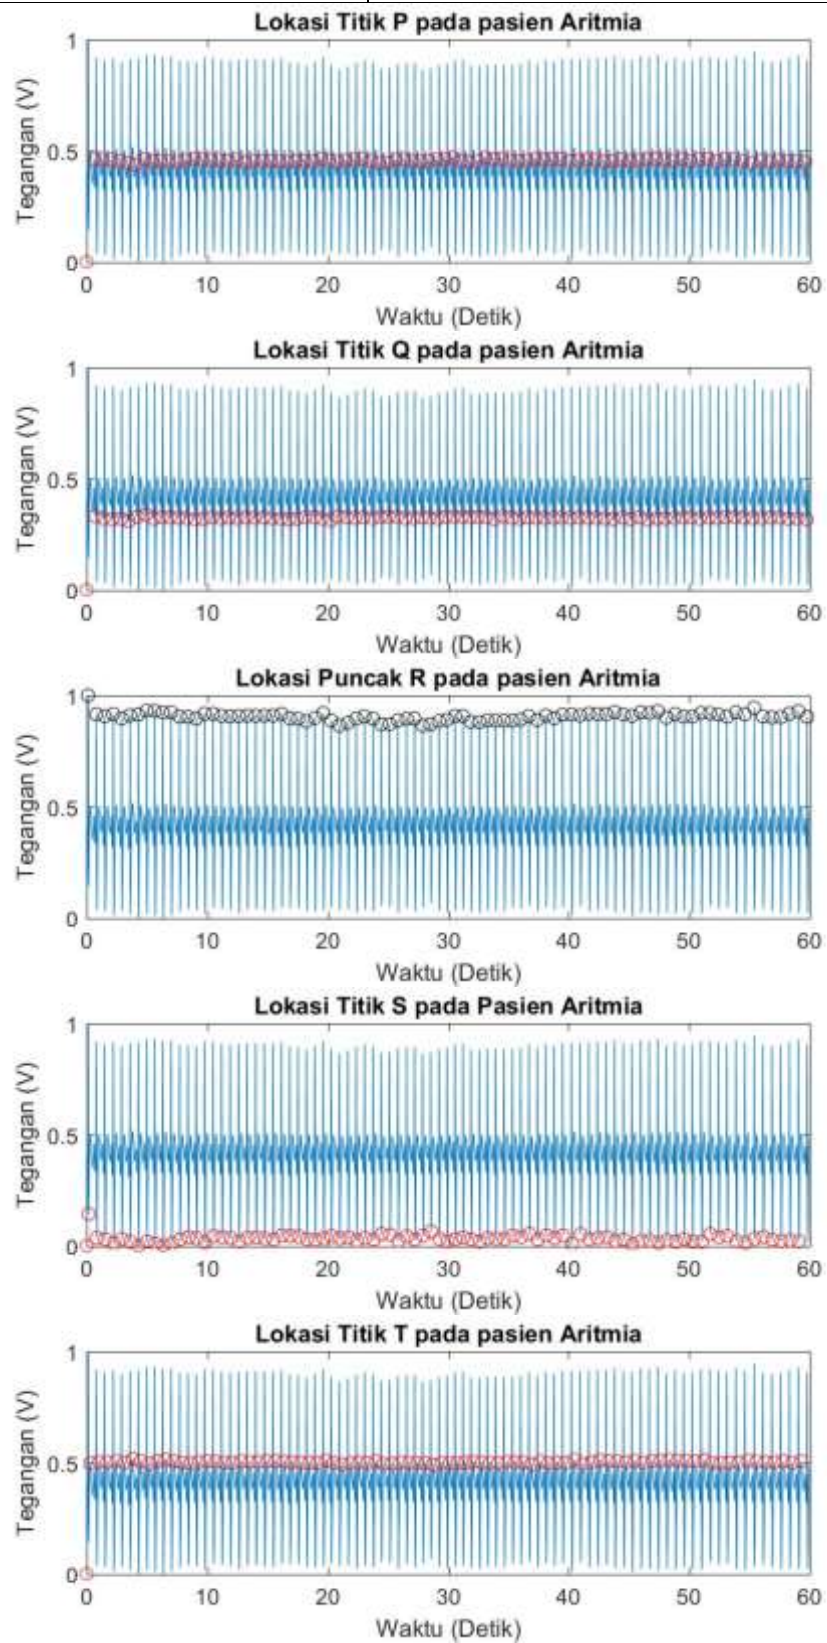 Lokasi Titik P pada pasien Aritmia
1
0.5
0
Tegangan (V)
0 10 20 30 40 50 60
Waktu (Detik)
Lokasi Titik Q pada pasien Aritmia
1
0.5
0
Tegangan (V)
0 10 20 30 40 50 60
Waktu (Detik)
Lokasi Puncak R pada pasien Aritmia
1
0.5
0
Tegangan (V)
0 10 20 30 40 50 60
Waktu (Detik)
Lokasi Titik S pada Pasien Aritmia
1
0.5
0
Tegangan (V)
0 10 20 30 40 50 60
Waktu (Detik)
Lokasi Titik T pada pasien Aritmia
1
0.5
0
Tegangan (V)
0 10 20 30 40 50 60
Waktu (Detik)